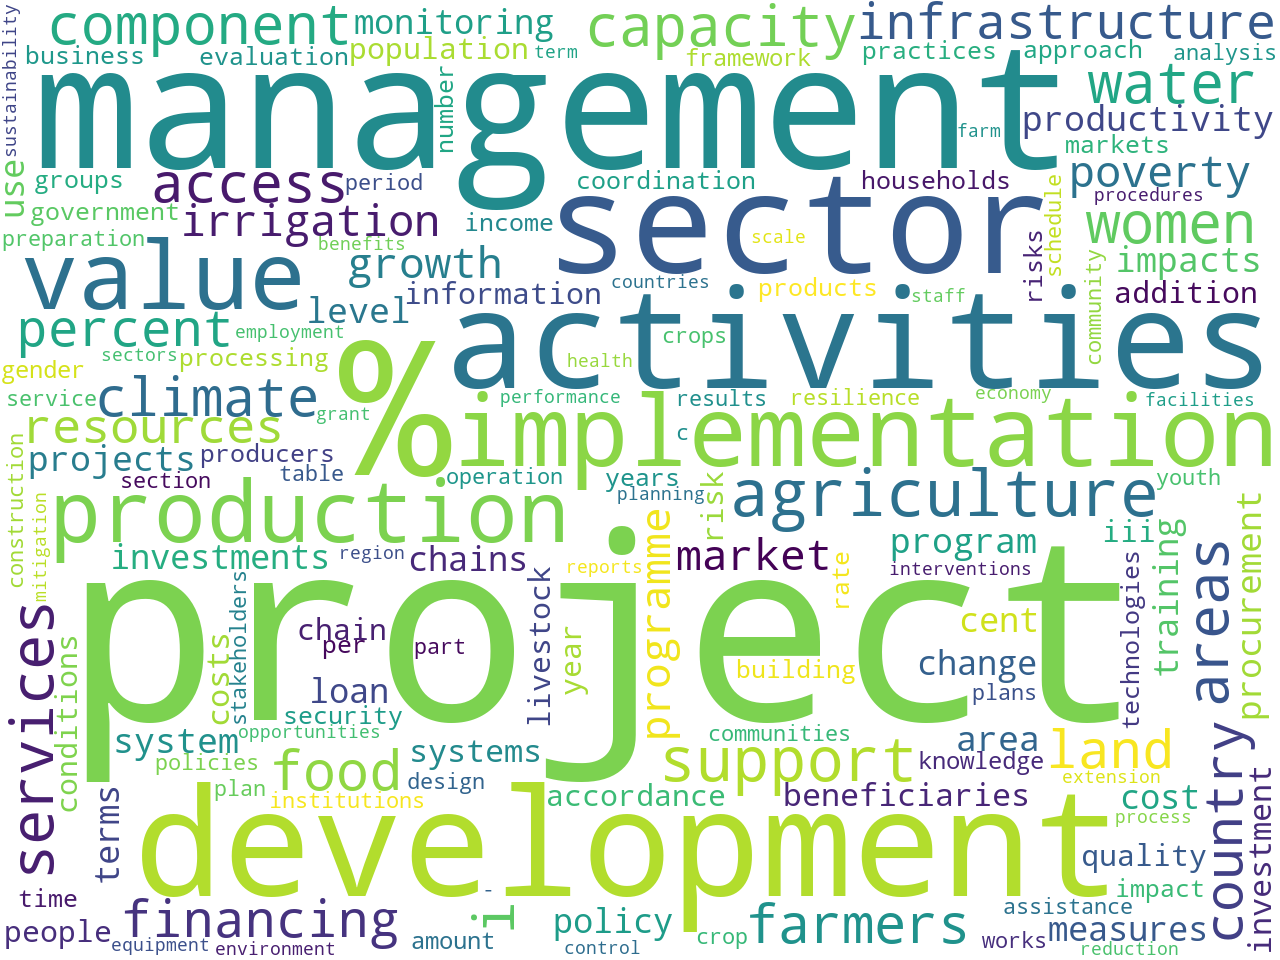 sustainability
component
monitoring
capacity
infrastructure
business
evaluation
population
term
framework
practices
approach
analysis
management
number
water
farm
productivity
markets
use
groups
access
period
coordination
households
poverty
procedures
government
irrigation
income
sector
scale
schedule
women
preparation
benefits
risks
community
impacts
value
growth
information
countries
products
staff
addition
percent
level
employment
activities
crops
sectors
processing
%
health
gender
climate
service
grant
performance
results
resilience
economy
facilities
resources
c
implementation
projects
producers
section
table
operation
years
planning
risk
agriculture
youth
construction
mitigation
production
investments
region
chains
reports
programme
market
rate
program
interventions
iii
technologies
training
procurement
areas
project
services
conditions
costs
stakeholders
chain
per
part
livestock
year
cent
building
change
plans
loan
security
opportunities
system
systems
communities
area
knowledge
land
country
policies
food
support
extension
plan
institutions
design
accordance
beneficiaries
cost
process
terms
development
quality
investment
time
-
i
impact
assistance
people
financing
equipment
environment
amount
policy
control
crop
farmers
works
measures
reduction